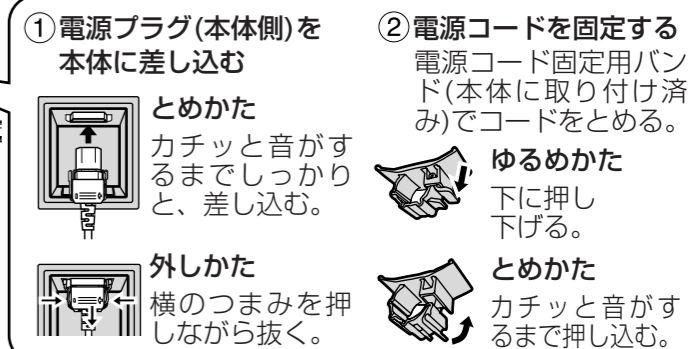 ①電源プラグ(本体側)を
本体に差し込む
とめかた
カチッと音がす
るまでしっかり
と、差し込む。
外しかた
横のつまみを押
しながら抜く。
②電源コードを固定する
電源コード固定用バン
ド(本体に取り付け済
み)でコードをとめる。
ゆるめかた
下に押し
下げる。
とめかた
カチッと音がす
るまで押し込む。